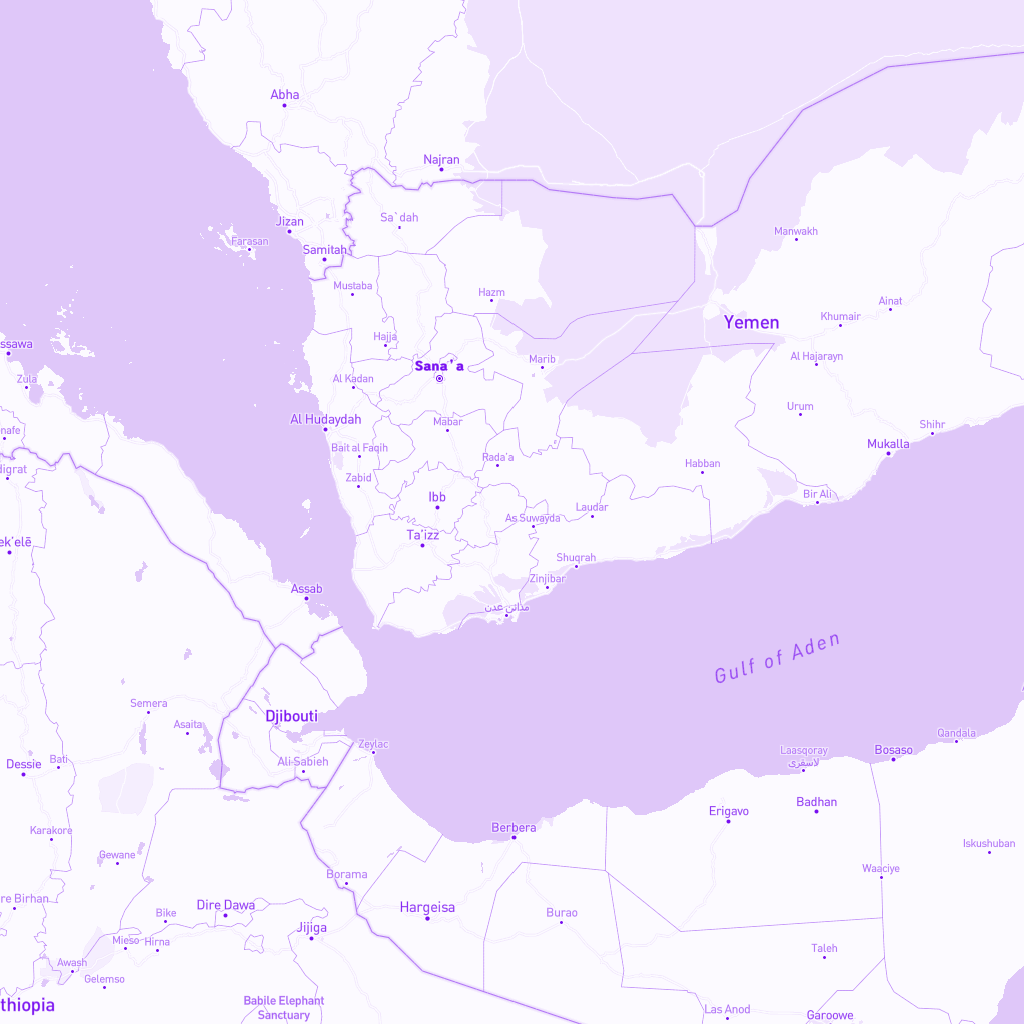 Abha
Najran
Sa`dah
Jizan
Farasan
Samitah
Manwakh
Mustaba
Hazm
Ainat
Khumair
Yemen
ssawa
Hajja
Marib
Al Hajarayn
Sana'a
Zula
Al Kadan
Urum
Al Hudaydah
Mabar
Shihr
nafe
Mukalla
Bait al Faqih
Rada'a
Habban
digrat
Zabid
Ibb
Bir Ali
Laudar
As Suwayda
Ta'izz
ek'elē
Shuqrah
Zinjibar
Assab
مدائن عدن
Gulf of Aden
Semera
Djibouti
Asaita
Qandala
Zeylac
Laasqoray
لاسقرى
Bosaso
Dessie
Bati
Ali Sabieh
Badhan
Erigavo
Berbera
Karakore
Iskushuban
Gewane
Waaciye
Borama
re Birhan
Dire Dawa
Hargeisa
Bike
Burao
Jijiga
Mieso
Hirna
Taleh
Awash
Gelemso
thiopia
Babile Elephant
Sanctuary
Las Anod
Garoowe